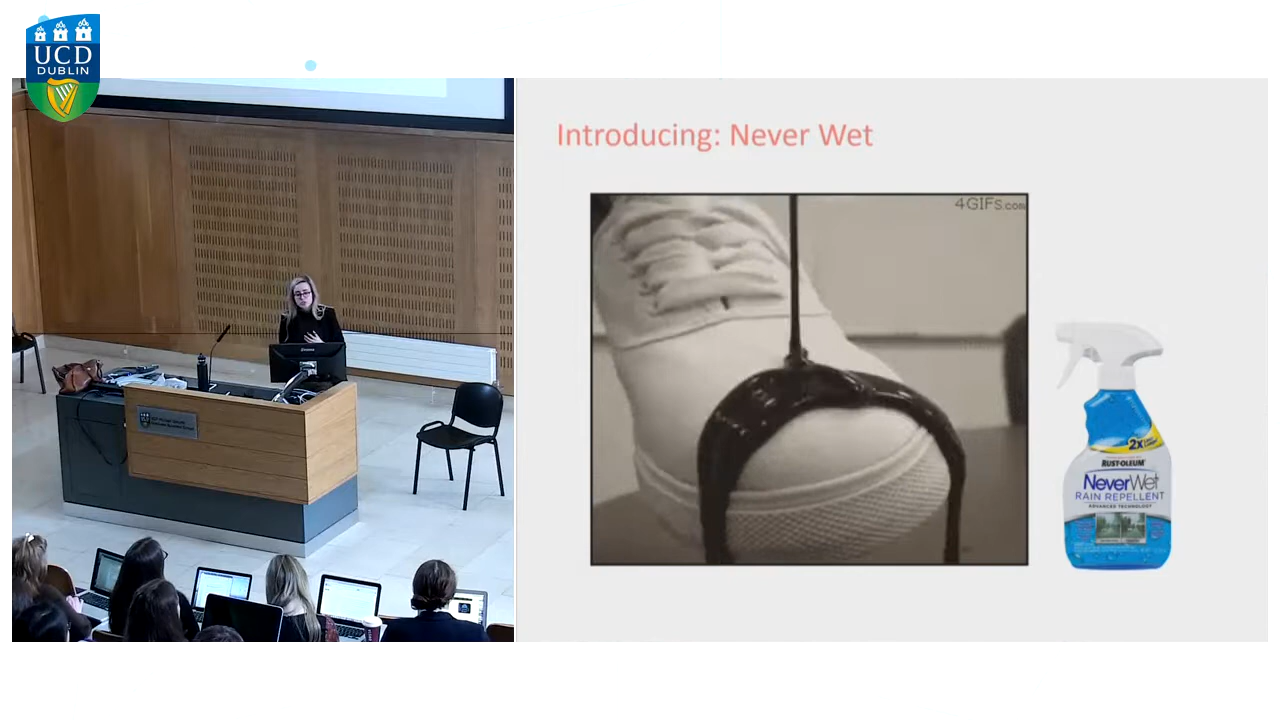 UCD
DUBLIN
Introducing: Never Wet
4GIFs.com
2X
RUST-OLEUM
NeverWet
RAIN REPELLENT
ADVANCED TECHNOLOGY